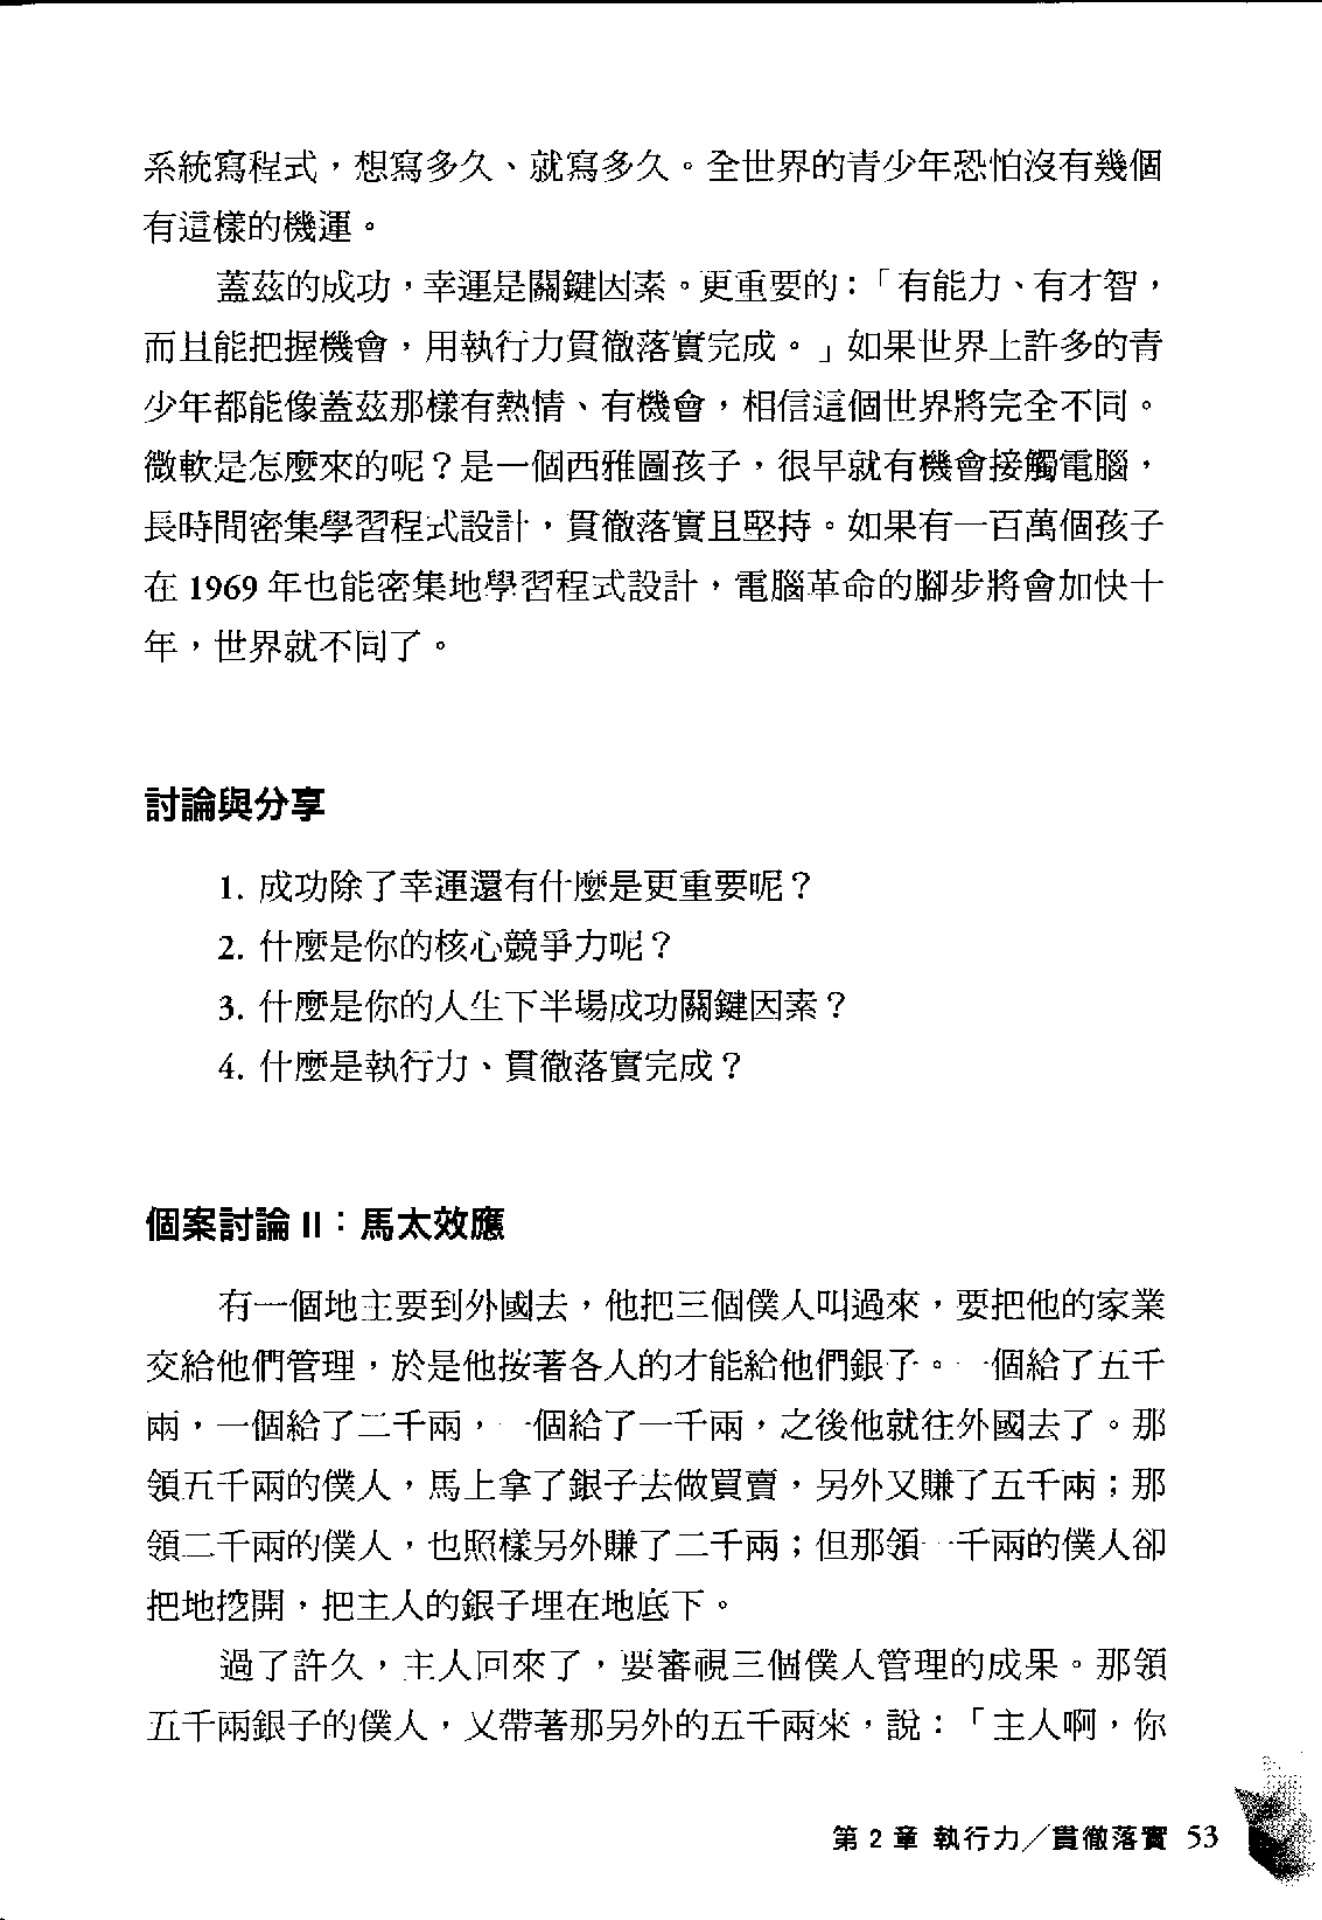 系統寫程式，想寫多久、就寫多久。全世界的青少年恐怕沒有幾個
有這樣的機運。
蓋茲的成功，幸運是關鍵因素。更重要的：「有能力、有才智，
而且能把握機會，用執行力貫徹落實完成。」如果世界上許多的青
少年都能像蓋茲那樣有熱情、有機會，相信這個世界將完全不同。
微軟是怎麼來的呢？是一個西雅圖孩子，很早就有機會接觸電腦，
長時間密集學習程式設計，貫徹落實且堅持。如果有一百萬個孩子
在 1969 年也能密集地學習程式設計，電腦革命的腳步將會加快十
年，世界就不同了。
討論與分享
1. 成功除了幸運還有什麼是更重要呢？
2. 什麼是你的核心競爭力呢？
3. 什麼是你的人生下半場成功關鍵因素？
4. 什麼是執行力、貫徹落實完成？
個案討論 II：馬太效應
有一個地主要到外國去，他把三個僕人叫過來，要把他的家業
交給他們管理，於是他按著各人的才能給他們銀子。一個給了五千
兩，一個給了二千兩，一個給了一千兩，之後他就往外國去了。那
領五千兩的僕人，馬上拿了銀子去做買賣，另外又賺了五千兩；那
領二千兩的僕人，也照樣另外賺了二千兩；但那領一千兩的僕人卻
把地挖開，把主人的銀子埋在地底下。
過了許久，主人回來了，要審視三個僕人管理的成果。那領
五千兩銀子的僕人，又帶著那另外的五千兩來，說：「主人啊，你
第 2 章 執行力／貫徹落實 53